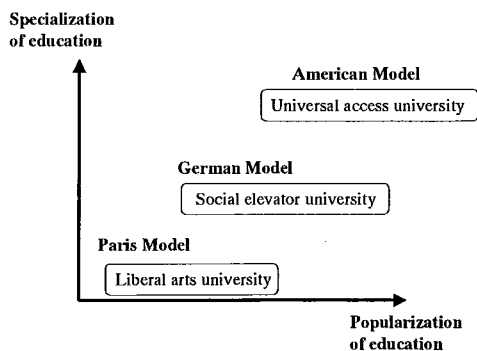 Specialization
of education
American Model
Universal access university
German Model
Social elevator university
Paris Model
Liberal arts university
Popularization
of education